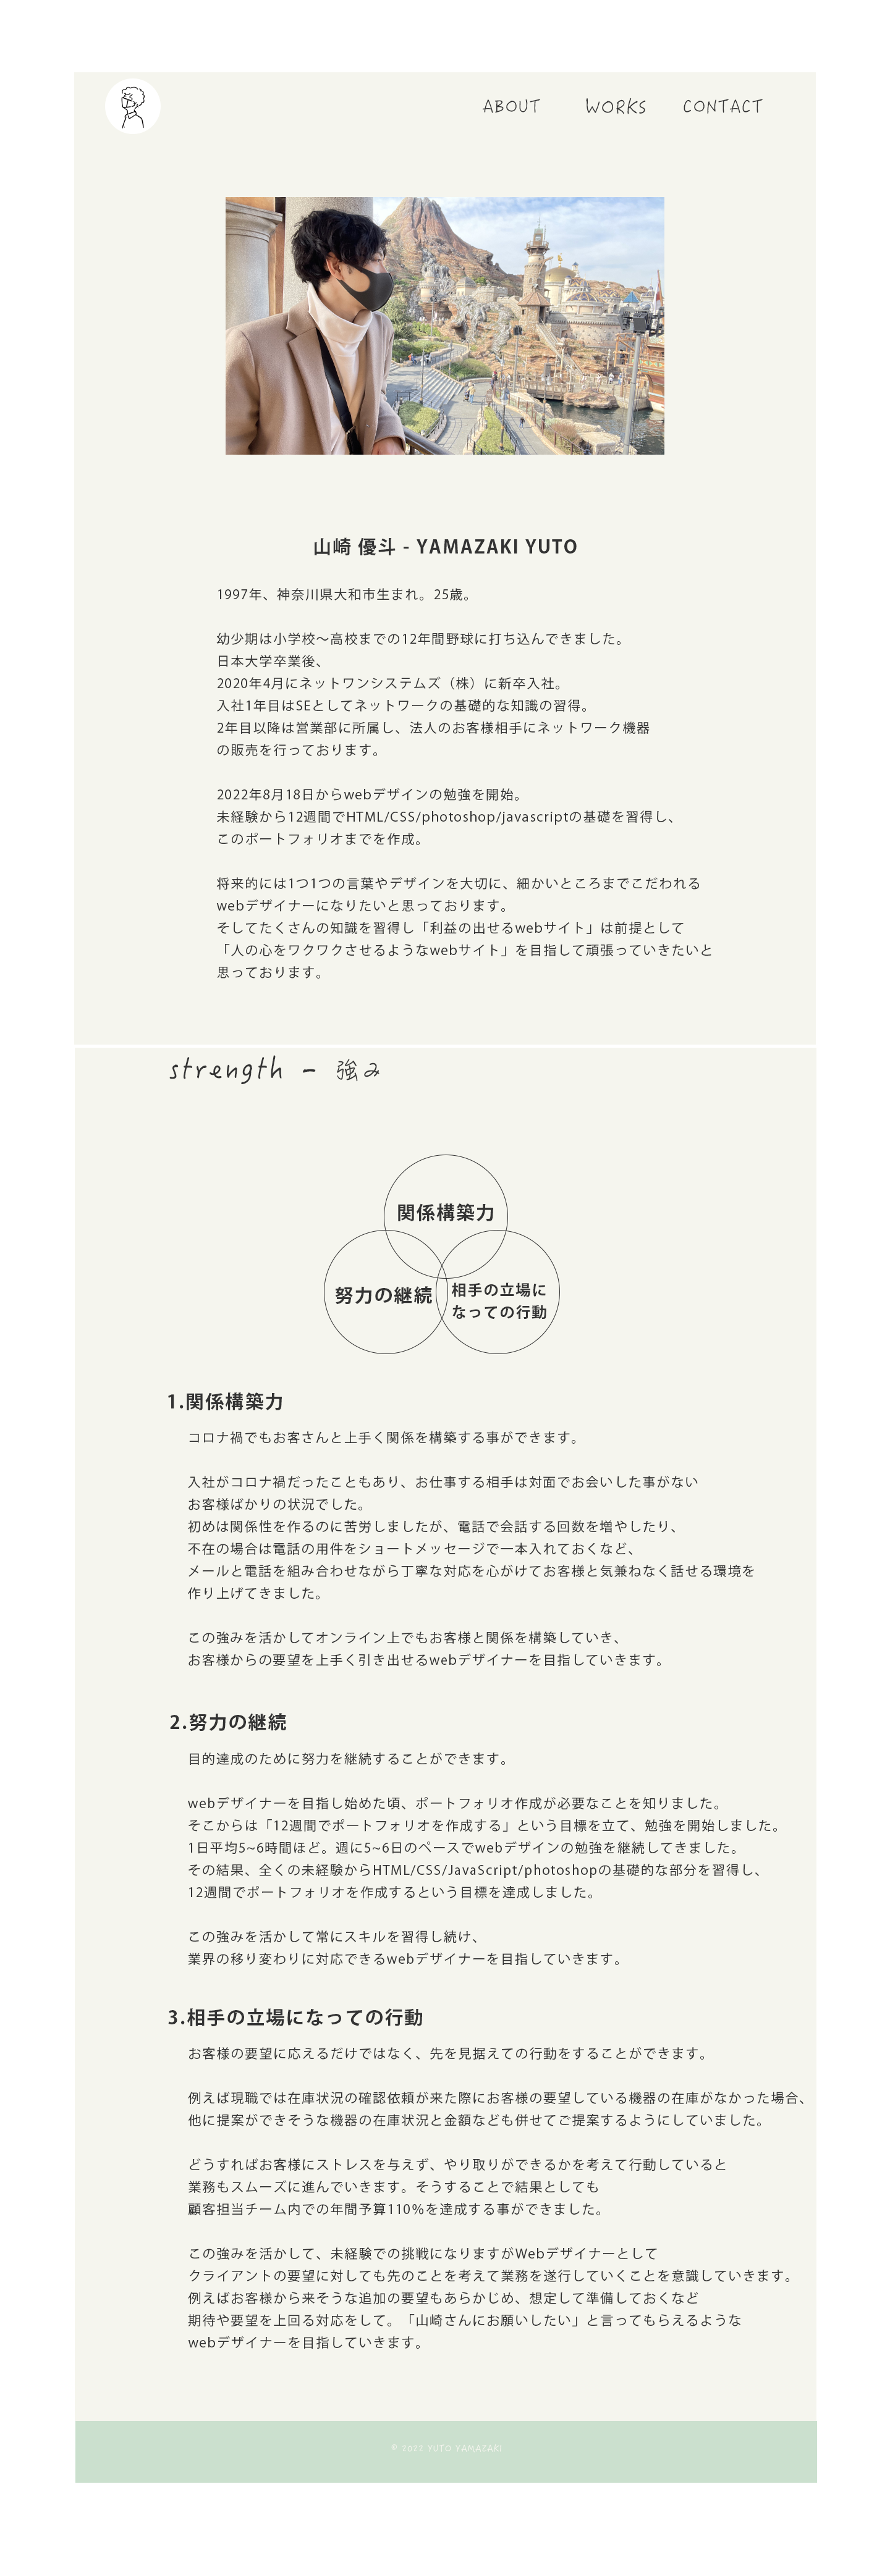 ABOUT WORKS CONTACT
山崎 優斗 - YAMAZAKI YUTO
1997年、神奈川県大和市生まれ。25歳。
幼少期は小学校～高校までの12年間野球に打ち込んできました。
日本大学卒業後、
2020年4月にネットワンシステムズ（株）に新卒入社。
入社1年目はSEとしてネットワークの基礎的な知識の習得。
2年目以降は営業部に所属し、法人のお客様相手にネットワーク機器
の販売を行っております。
2022年8月18日からwebデザインの勉強を開始。
未経験から12週間でHTML/CSS/photoshop/javascriptの基礎を習得し、
このポートフォリオまでを作成。
将来的には1つ1つの言葉やデザインを大切に、細かいところまでこだわれる
webデザイナーになりたいと思っております。
そしてたくさんの知識を習得し「利益の出せるwebサイト」は前提として
「人の心をワクワクさせるようなwebサイト」を目指して頑張っていきたいと
思っております。
strength - 強み
関係構築力
努力の継続
相手の立場に
なっての行動
1.関係構築力
コロナ禍でもお客さんと上手く関係を構築する事ができます。
入社がコロナ禍だったこともあり、お仕事する相手は対面でお会いした事がない
お客様ばかりの状況でした。
初めは関係性を作るのに苦労しましたが、電話で会話する回数を増やしたり、
不在の場合は電話の用件をショートメッセージで一本入れておくなど、
メールと電話を組み合わせながら丁寧な対応を心がけてお客様と気兼ねなく話せる環境を
作り上げてきました。
この強みを活かしてオンライン上でもお客様と関係を構築していき、
お客様からの要望を上手く引き出せるwebデザイナーを目指していきます。
2.努力の継続
目的達成のために努力を継続することができます。
webデザイナーを目指し始めた頃、ポートフォリオ作成が必要なことを知りました。
そこからは「12週間でポートフォリオを作成する」という目標を立て、勉強を開始しました。
1日平均5~6時間ほど。週に5~6日のペースでwebデザインの勉強を継続してきました。
その結果、全くの未経験からHTML/CSS/JavaScript/photoshopの基礎的な部分を習得し、
12週間でポートフォリオを作成するという目標を達成しました。
この強みを活かして常にスキルを習得し続け、
業界の移り変わりに対応できるwebデザイナーを目指していきます。
3.相手の立場になっての行動
お客様の要望に応えるだけではなく、先を見据えての行動をすることができます。
例えば現職では在庫状況の確認依頼が来た際にお客様の要望している機器の在庫がなかった場合、
他に提案ができそうな機器の在庫状況と金額なども併せてご提案するようにしていました。
どうすればお客様にストレスを与えず、やり取りができるかを考えて行動していると
業務もスムーズに進んでいきます。そうすることで結果としても
顧客担当チーム内での年間予算110%を達成する事ができました。
この強みを活かして、未経験での挑戦になりますがWebデザイナーとして
クライアントの要望に対しても先のことを考えて業務を遂行していくことを意識していきます。
例えばお客様から来そうな追加の要望もあらかじめ、想定して準備しておくなど
期待や要望を上回る対応をして。「山崎さんにお願いしたい」と言ってもらえるような
webデザイナーを目指していきます。
© 2022 YUTO YAMAZAKI